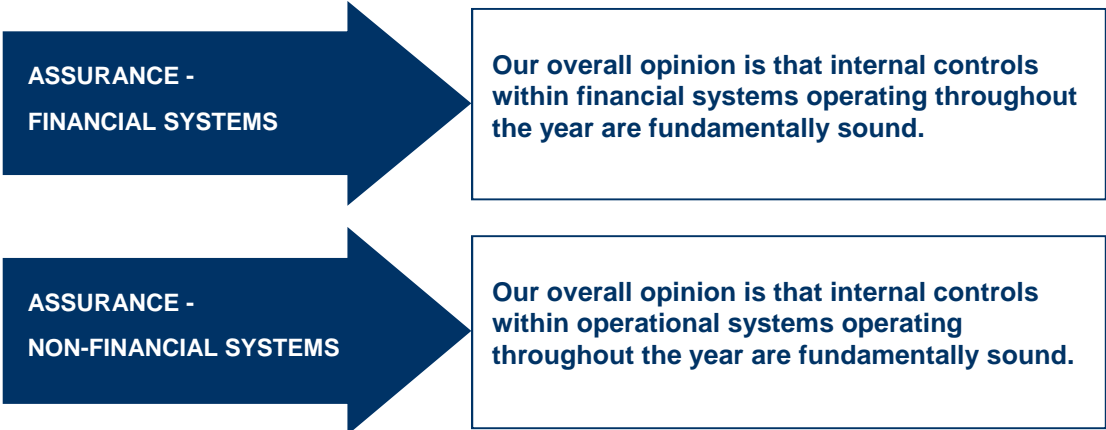 ASSURANCE -
FINANCIAL SYSTEMS
Our overall opinion is that internal controls
within financial systems operating throughout
the year are fundamentally sound.
ASSURANCE -
NON-FINANCIAL SYSTEMS
Our overall opinion is that internal controls
within operational systems operating
throughout the year are fundamentally sound.